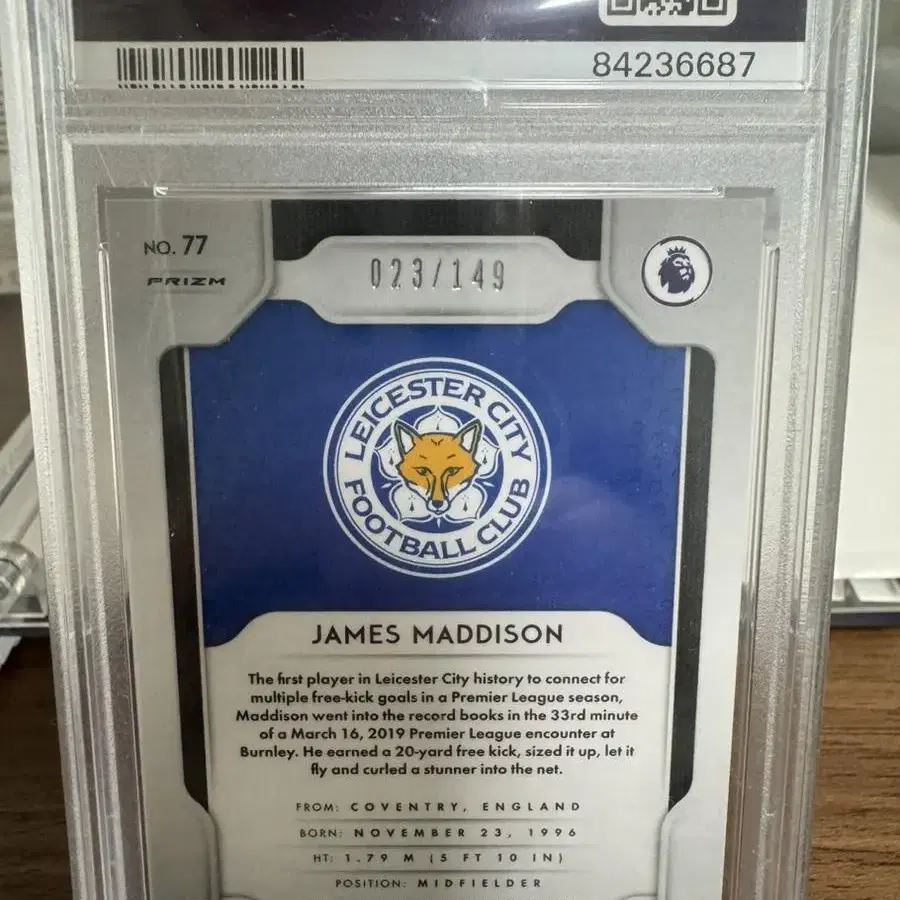 84236687
NO. 77
PRIZM
023/149
LEICESTER CITY
FOOTBALL CLUB
JAMES MADDISON
The first player in Leicester City history to connect for
multiple free-kick goals in a Premier League season,
Maddison went into the record books in the 33rd minute
of a March 16, 2019 Premier League encounter at
Burnley. He earned a 20-yard free kick, sized it up, let it
fly and curled a stunner into the net.
FROM: COVENTRY, ENGLAND
BORN: NOVEMBER 23, 1996
HT: 1.79 M (5 FT 10 IN)
POSITION: MIDFIELDER